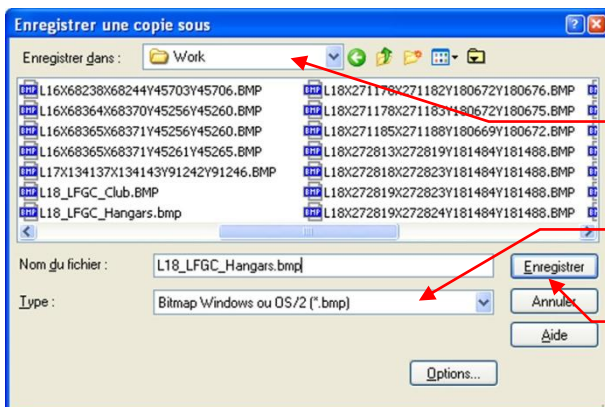 Enregistrer une copie sous
Enregistrer dans :
Work
L16X68238X68244Y45703Y45706.BMP
L16X68364X68370Y45256Y45260.BMP
L16X68365X68371Y45256Y45260.BMP
L16X68365X68371Y45261Y45265.BMP
L17X134137X134143Y91242Y91246.BMP
L18_LFGC_Club.BMP
L18_LFGC_Hangars.bmp
L18X271178X271182Y180672Y180676.BMP
L18X271178X271183Y180672Y180675.BMP
L18X271185X271188Y180669Y180672.BMP
L18X272813X272819Y181484Y181488.BMP
L18X272818X272823Y181484Y181488.BMP
L18X272819X272823Y181484Y181488.BMP
L18X272819X272824Y181484Y181488.BMP
Nom du fichier :
L18_LFGC_Hangars.bmp
Enregistrer
Type :
Bitmap Windows ou OS/2 (*.bmp)
Annuler
Aide
Options...